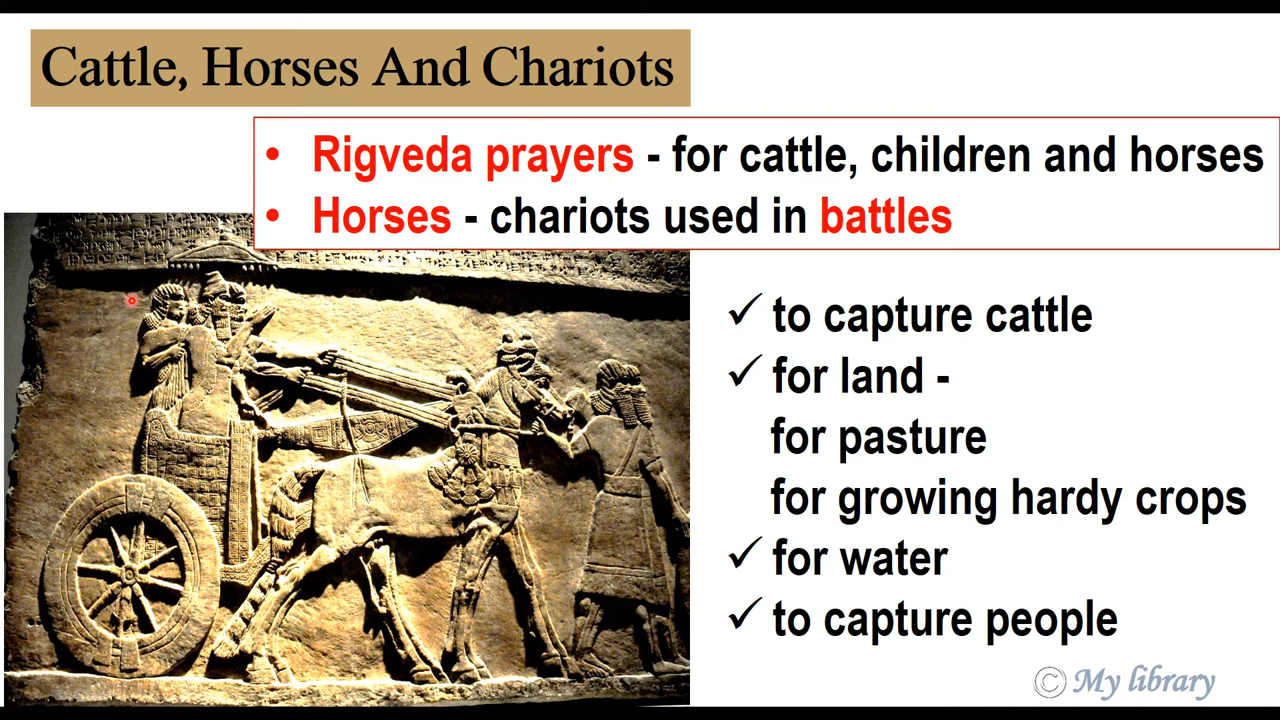 Cattle, Horses And Chariots
• Rigveda prayers - for cattle, children and horses
• Horses - chariots used in battles
✓ to capture cattle
✓ for land -
for pasture
for growing hardy crops
✓ for water
✓ to capture people
© My library